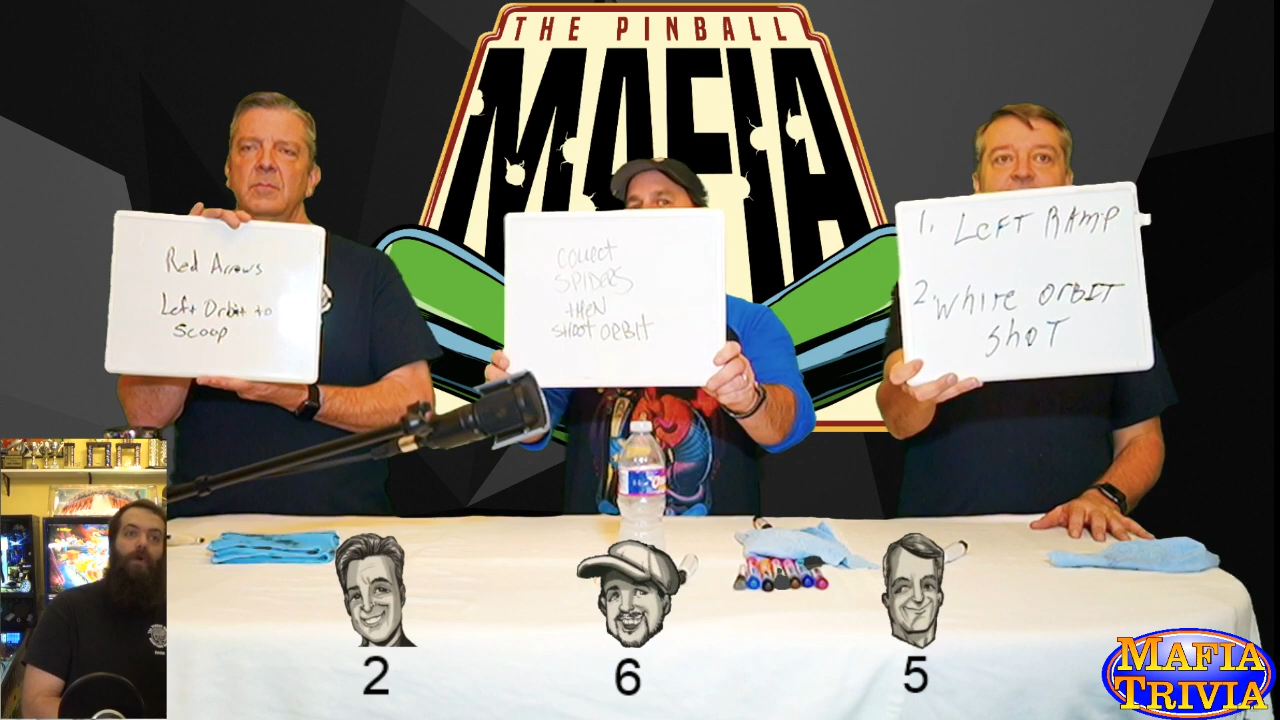 THE PINBALL
MAFIA
Red Arrows
Left Orbit to
Scoop
COLLECT
SPIDERS
THEN
SHOOT ORBIT
1. LEFT RAMP
2. WHITE ORBIT
SHOT
2
6
5
MAFIA
TRIVIA